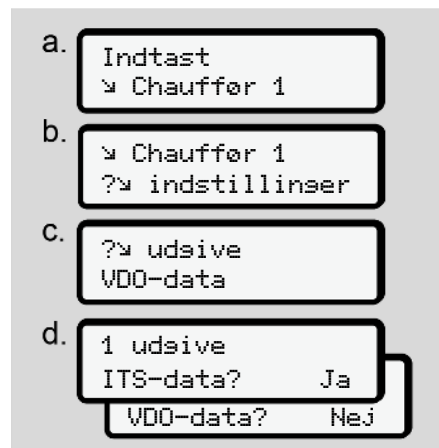 a.
Indtast
↘ Chauffør 1
b.
↘ Chauffør 1
?↘ indstillinger
c.
?↘ udgive
VDO-data
d.
1 udgive
ITS-data? Ja
VDO-data? Nej